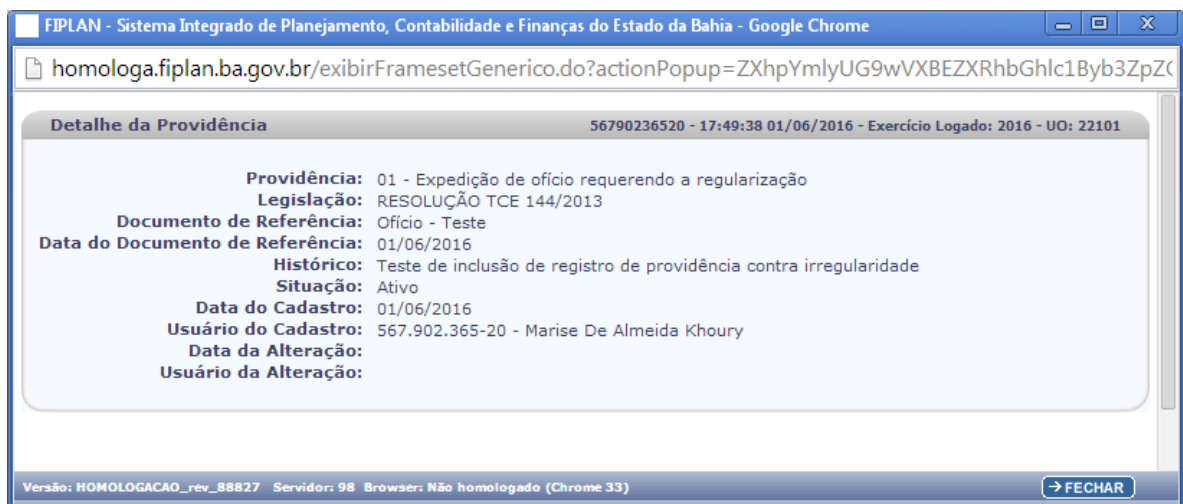 FIPLAN - Sistema Integrado de Planejamento, Contabilidade e Finanças do Estado da Bahia - Google Chrome
homologa.fiplan.ba.gov.br/exibirFramesetGenerico.do?actionPopup=ZXhpYmlyUG9wVXBEZXRhbGhlc1Byb3ZpZ
Detalhe da Providência 56790236520 - 17:49:38 01/06/2016 - Exercício Logado: 2016 - UO: 22101
Providência: 01 - Expedição de ofício requerendo a regularização
Legislação: RESOLUÇÃO TCE 144/2013
Documento de Referência: Ofício - Teste
Data do Documento de Referência: 01/06/2016
Histórico: Teste de inclusão de registro de providência contra irregularidade
Situação: Ativo
Data do Cadastro: 01/06/2016
Usuário do Cadastro: 567.902.365-20 - Marise De Almeida Khoury
Data da Alteração:
Usuário da Alteração:
Versão: HOMOLOGACAO_rev_88827 Servidor: 98 Browser: Não homologado (Chrome 33) FECHAR